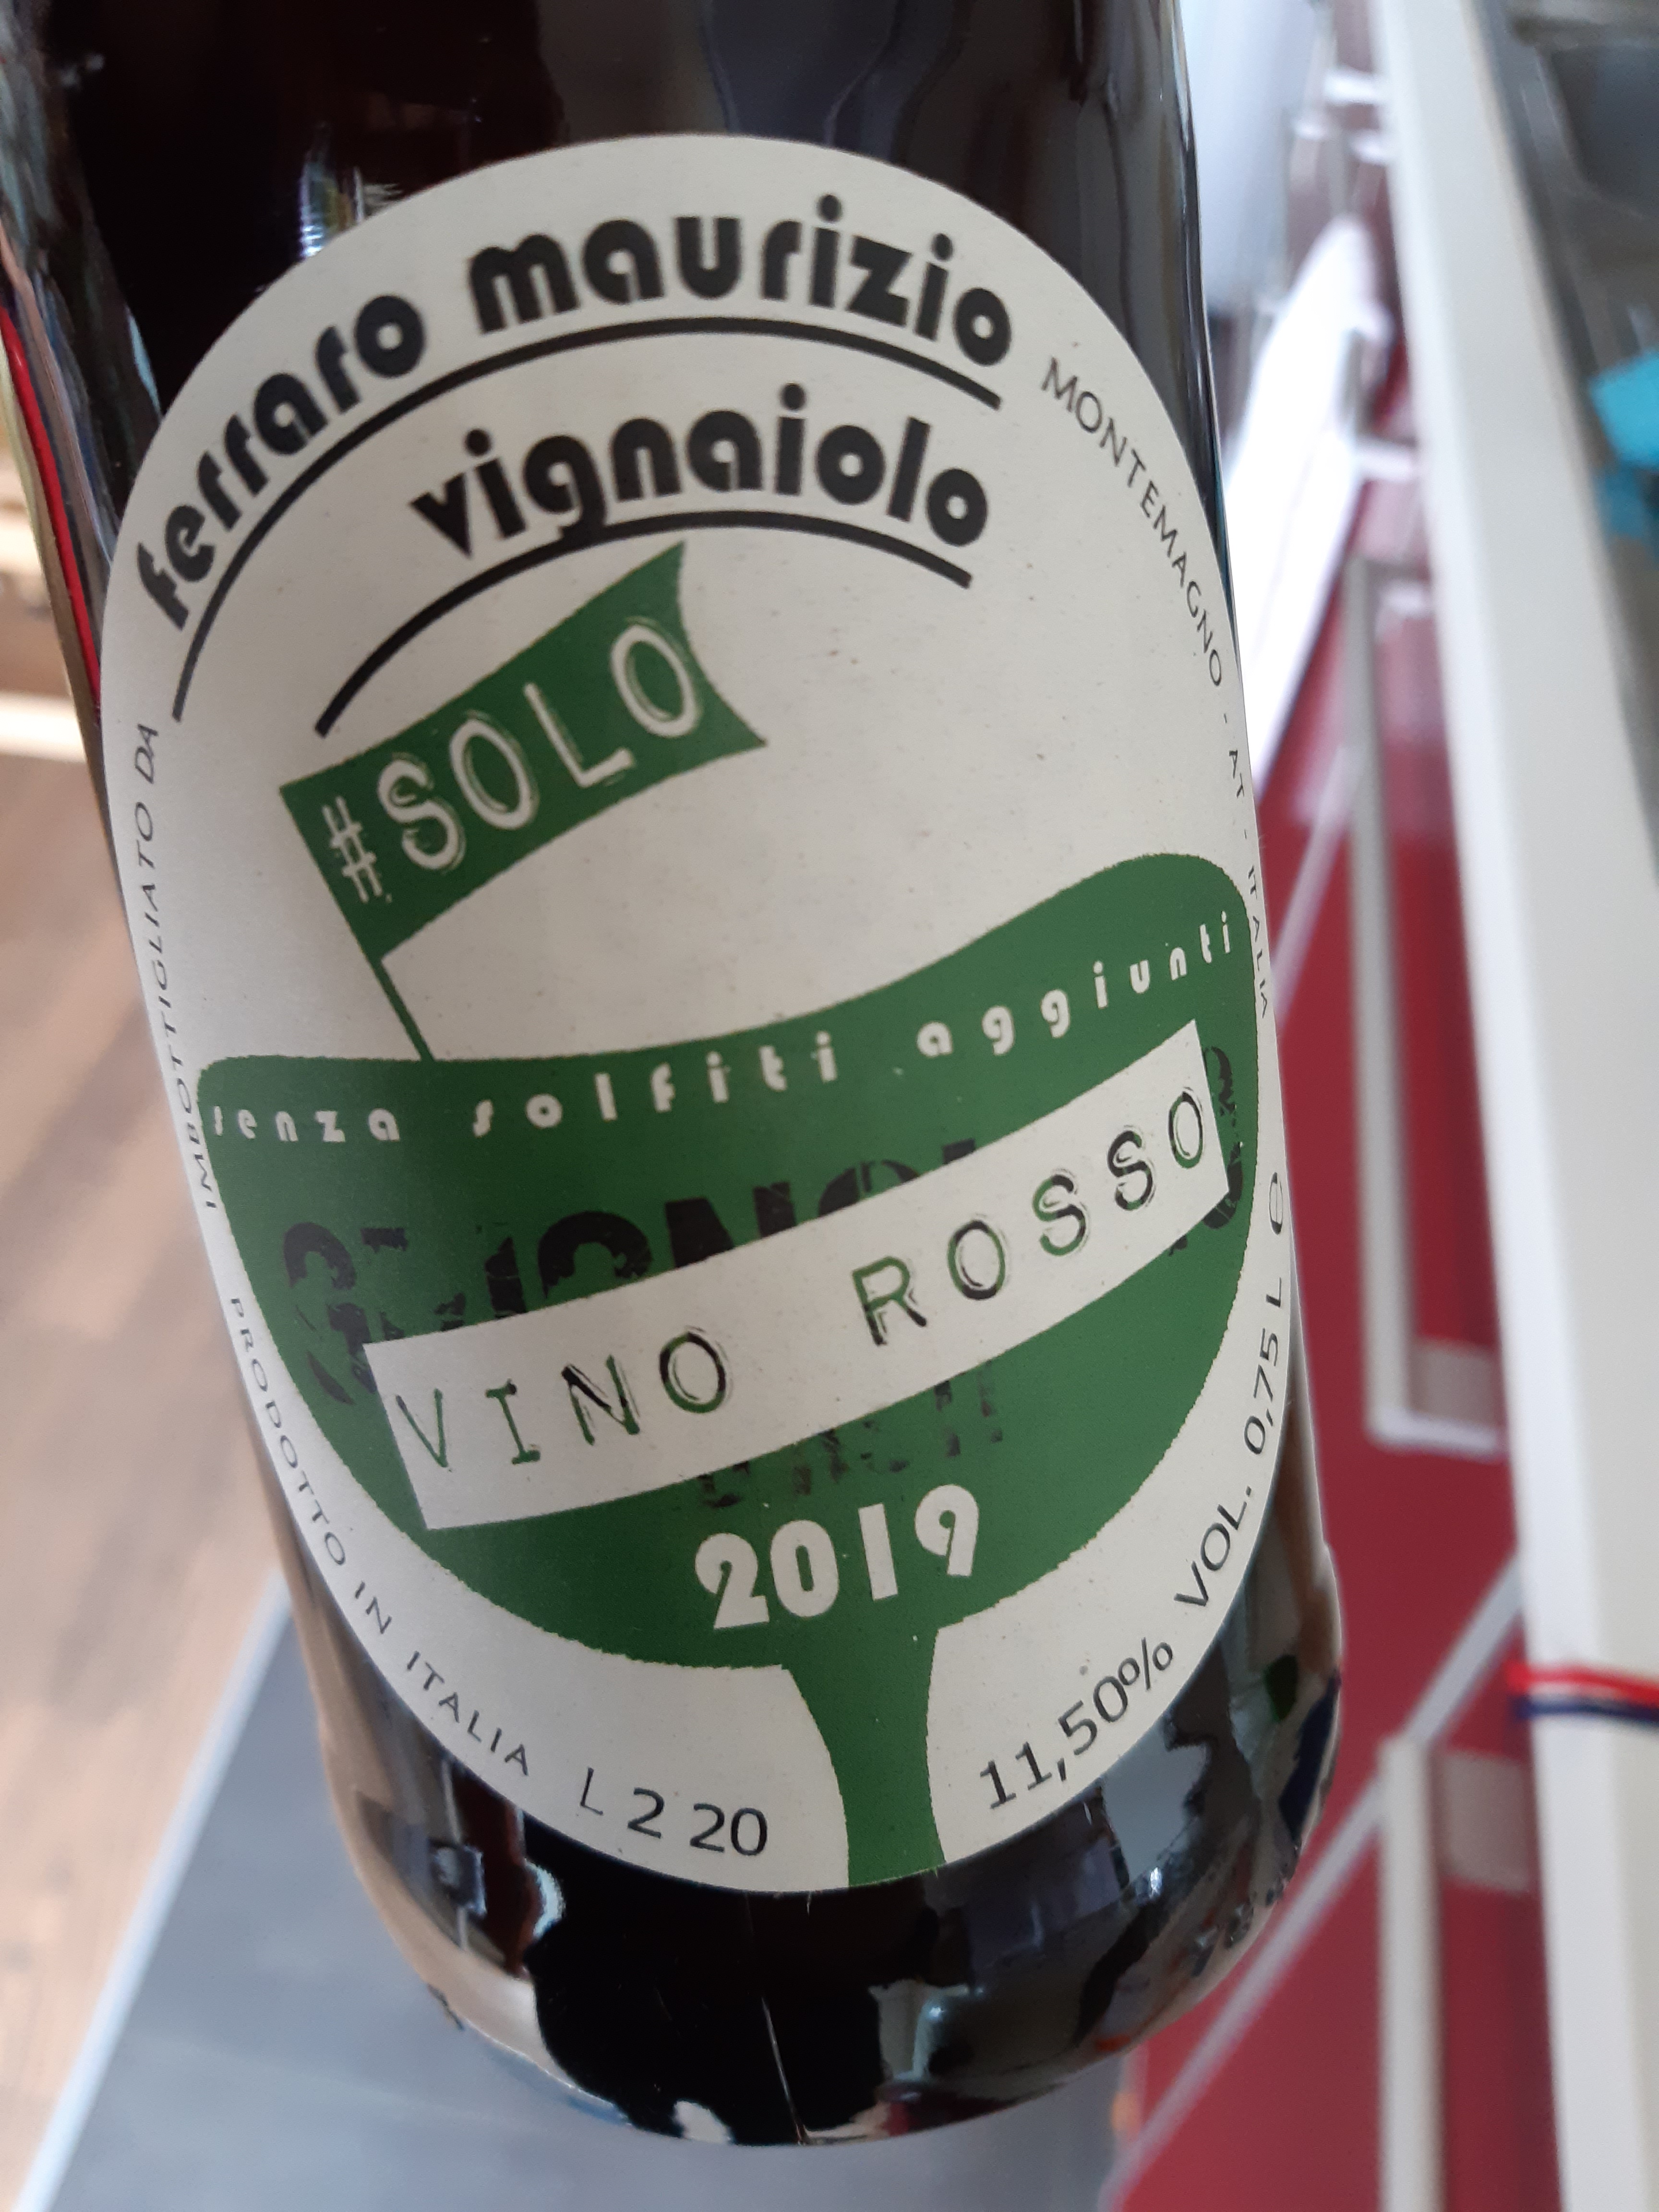 ferraro maurizio
vignaiolo
MONTEMAGNO - AT - ITALIA
#SOLO
IMBOTTIGLIATO DA
senza solfiti aggiunti
VINO ROSSO
2019
PRODOTTO IN ITALIA L 2 20
11,50% VOL. 0,75 L e